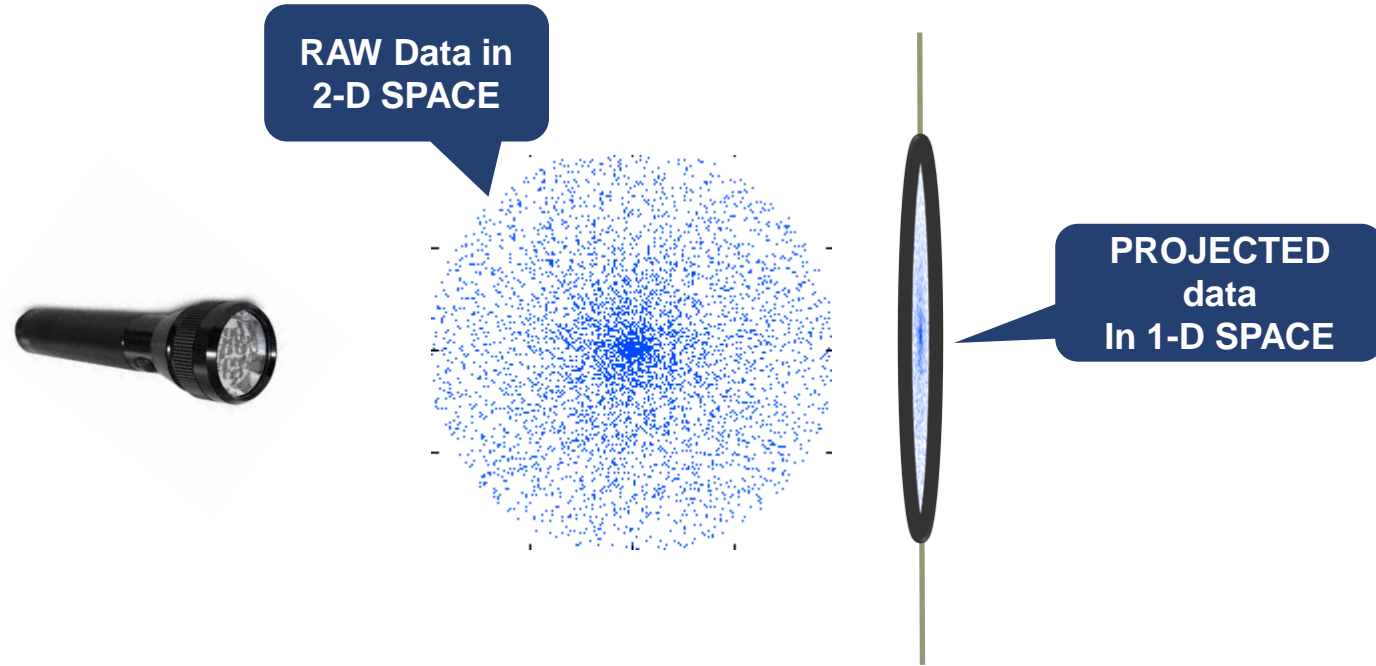 RAW Data in
2-D SPACE
PROJECTED
data
In 1-D SPACE